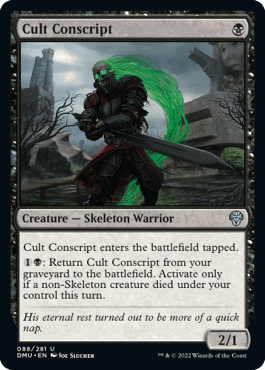 Cult Conscript
Creature — Skeleton Warrior
Cult Conscript enters the battlefield tapped.
1: Return Cult Conscript from your
graveyard to the battlefield. Activate only
if a non-Skeleton creature died under your
control this turn.
His eternal rest turned out to be more of a quick
nap.
2/1
088/281 U
DMU • EN Joe Slucher
™ & © 2022 Wizards of the Coast